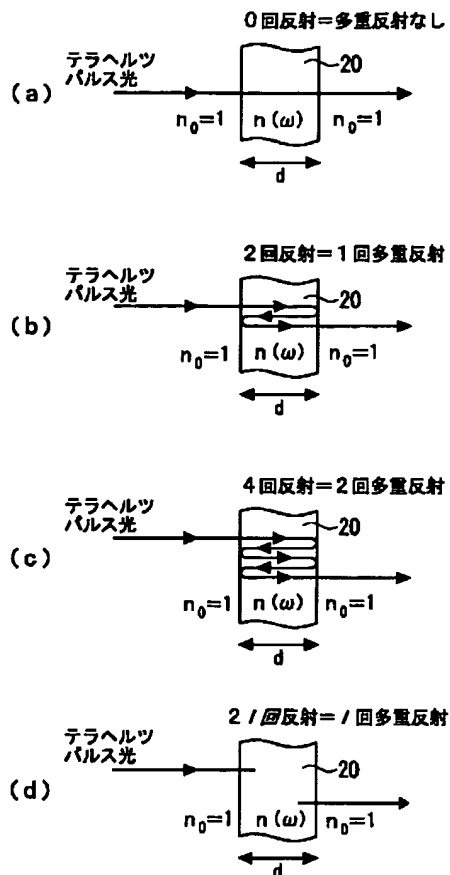 0回反射=多重反射なし
テラヘルツ
パルス光
20
(a)
n₀=1 n(ω) n₀=1
d
2回反射=1回多重反射
テラヘルツ
パルス光
20
(b)
n₀=1 n(ω) n₀=1
d
4回反射=2回多重反射
テラヘルツ
パルス光
20
(c)
n₀=1 n(ω) n₀=1
d
2l回反射=l回多重反射
テラヘルツ
パルス光
20
(d)
n₀=1 n(ω) n₀=1
d